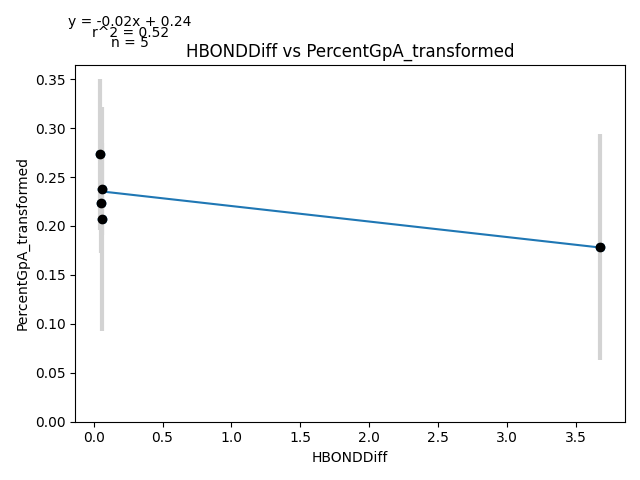 y = -0.02x + 0.24
r^2 = 0.52
n = 5
HBONDDiff vs PercentGpA_transformed
PercentGpA_transformed
0.35
0.30
0.25
0.20
0.15
0.10
0.05
0.00
0.0 0.5 1.0 1.5 2.0 2.5 3.0 3.5
HBONDDiff